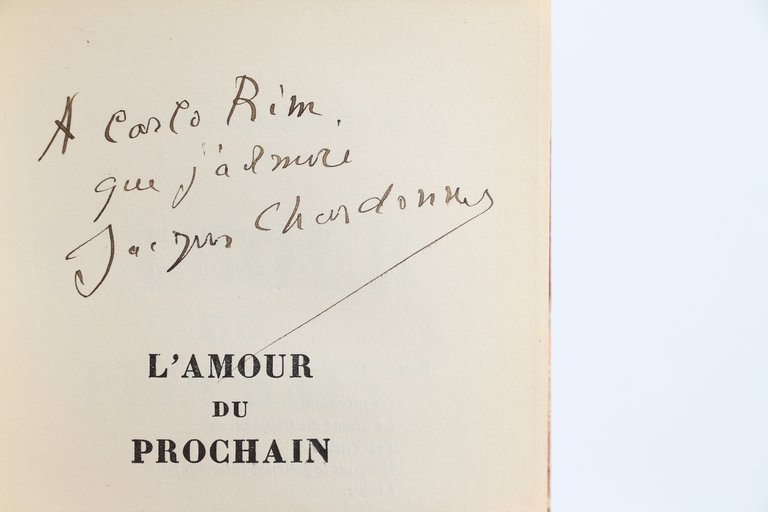 A Carlo Rim,
que j'admire
Jacques Chardonne
L'AMOUR
DU
PROCHAIN